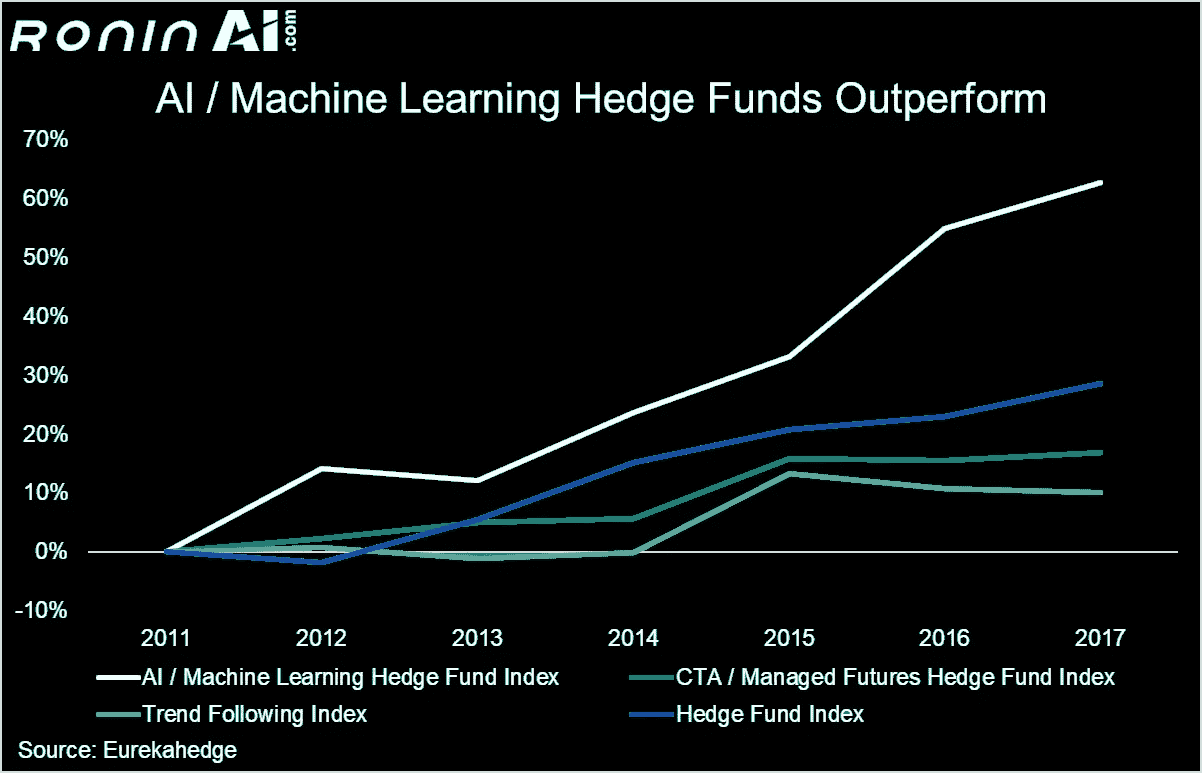 RONIN AI.com
AI / Machine Learning Hedge Funds Outperform
70%
60%
50%
40%
30%
20%
10%
0%
-10%
2011 2012 2013 2014 2015 2016 2017
AI / Machine Learning Hedge Fund Index CTA / Managed Futures Hedge Fund Index
Trend Following Index Hedge Fund Index
Source: Eurekahedge